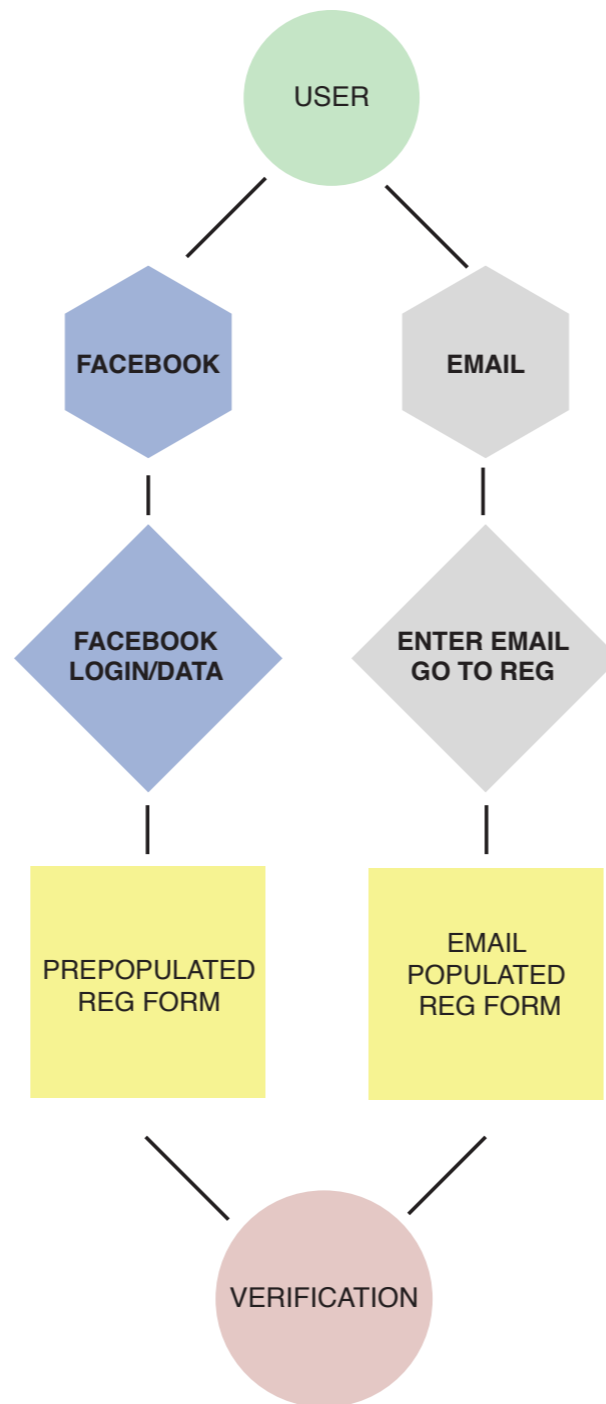 USER
FACEBOOK
EMAIL
FACEBOOK
LOGIN/DATA
ENTER EMAIL
GO TO REG
PREPOPULATED
REG FORM
EMAIL
POPULATED
REG FORM
VERIFICATION